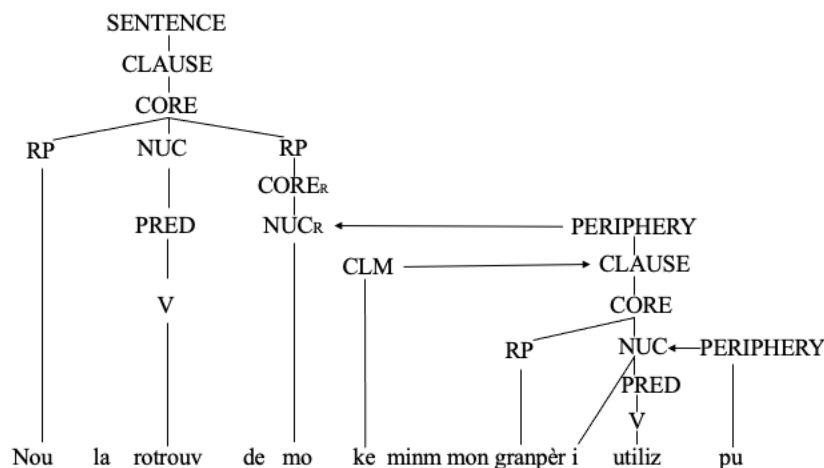 SENTENCE
CLAUSE
CORE
RP NUC RP
CORER
PRED NUCR PERIPHERY
CLM CLAUSE
V CORE
RP NUC PERIPHERY
PRED
V
Nou la rotrouv de mo ke minm mon granpèr i utiliz pu